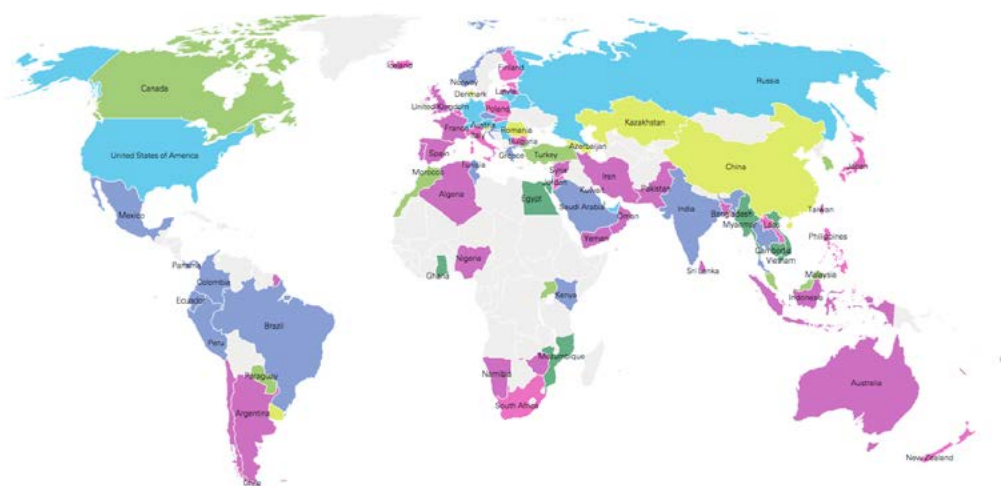 Iceland
Finland
Norway
Russia
Canada
Denmark
Latvia
United Kingdom
Poland
France
Austria
Kazakhstan
Romania
Italy
Bulgaria
United States of America
Spain
Greece
Turkey
Azerbaijan
China
Japan
Tunisia
Syria
Morocco
Jordan
Iran
Algeria
Kuwait
Pakistan
Egypt
Saudi Arabia
India
Taiwan
Mexico
Oman
Bangladesh
Laos
Myanmar
Yemen
Philippines
Cambodia
Nigeria
Vietnam
Panama
Ghana
Sri Lanka
Colombia
Malaysia
Ecuador
Kenya
Indonesia
Brazil
Peru
Mozambique
Namibia
Paraguay
Australia
South Africa
Argentina
New Zealand
Chile